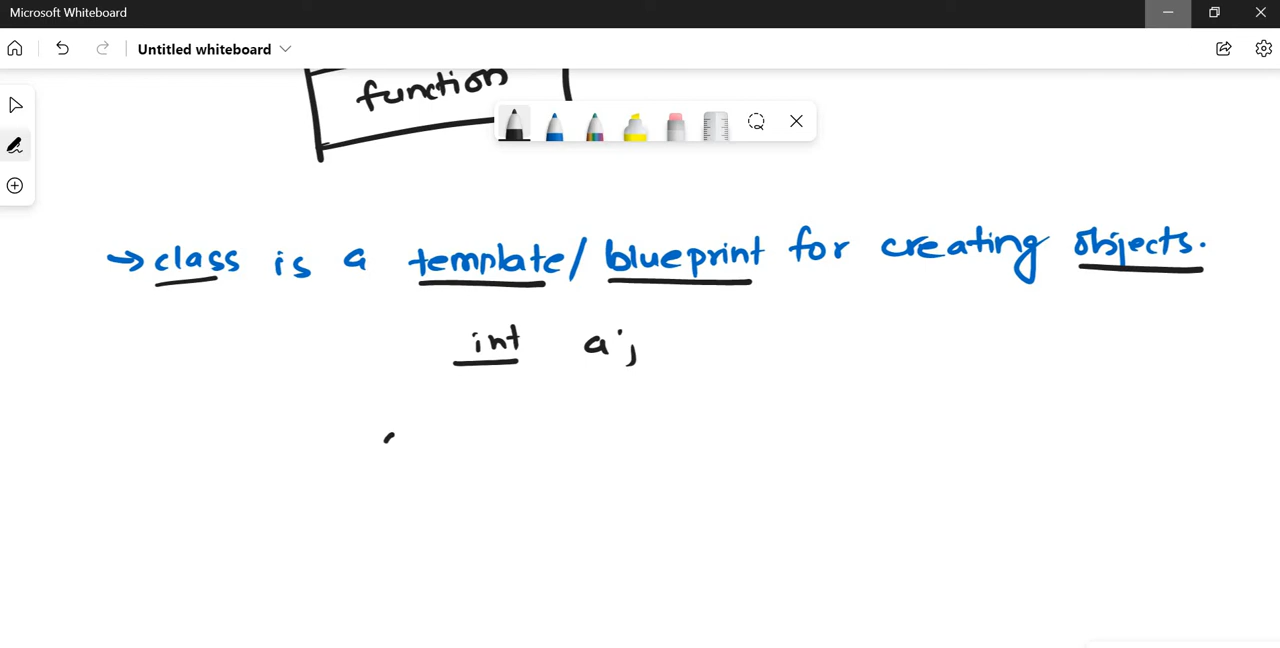 Microsoft Whiteboard
Untitled whiteboard
function
→ class is a template/ blueprint for creating objects.
int a;